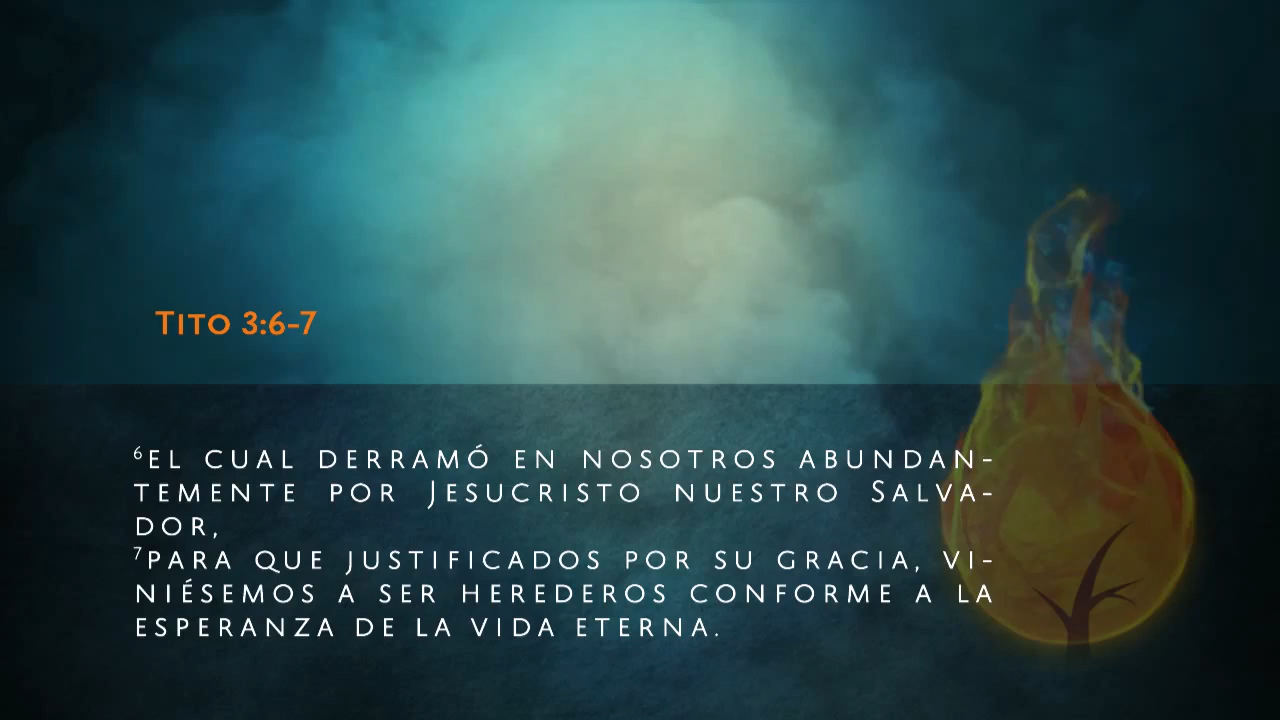 Tito 3:6-7
⁶el cual derramó en nosotros abundan-
temente por Jesucristo nuestro Salva-
dor,
⁷para que justificados por su gracia, vi-
niésemos a ser herederos conforme a la
esperanza de la vida eterna.